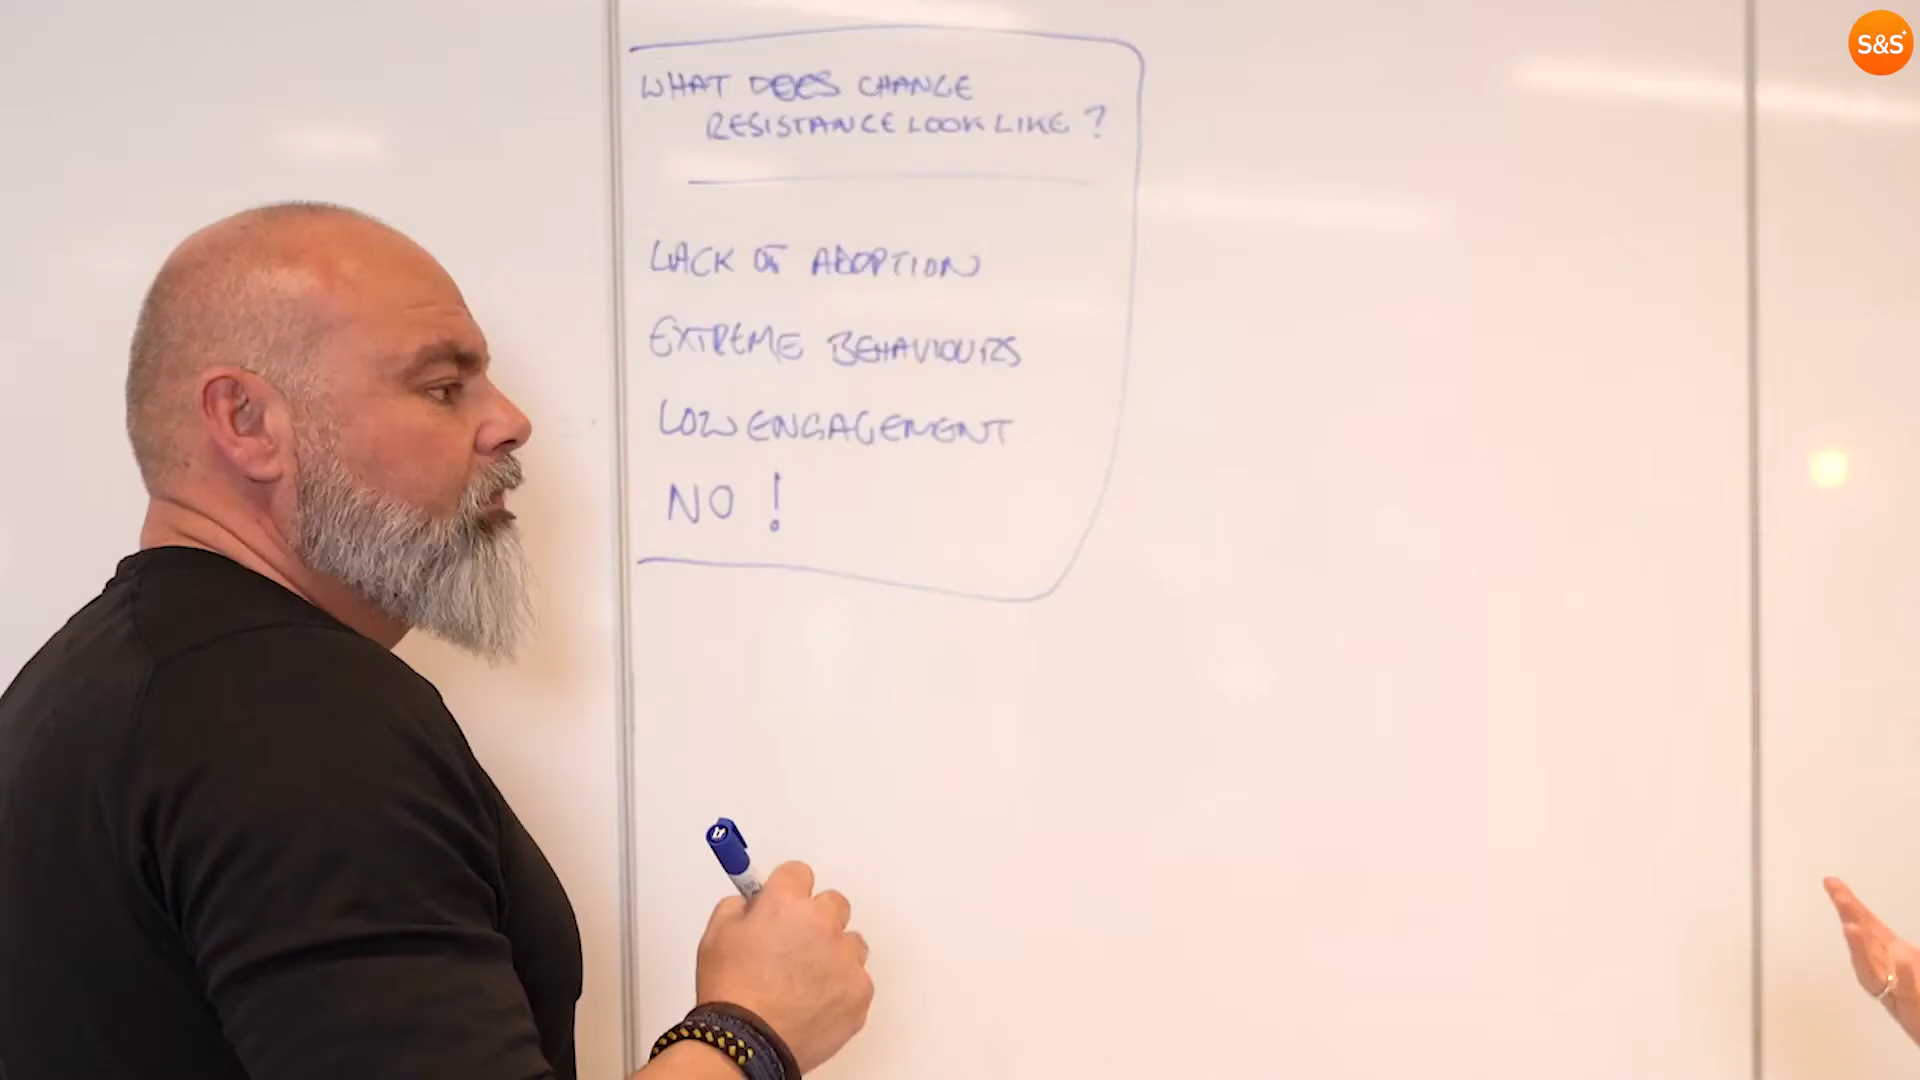 S&S+
WHAT DOES CHANGE
RESISTANCE LOOK LIKE ?
LACK OF ADOPTION
EXTREME BEHAVIOURS
LOW ENGAGEMENT
NO !